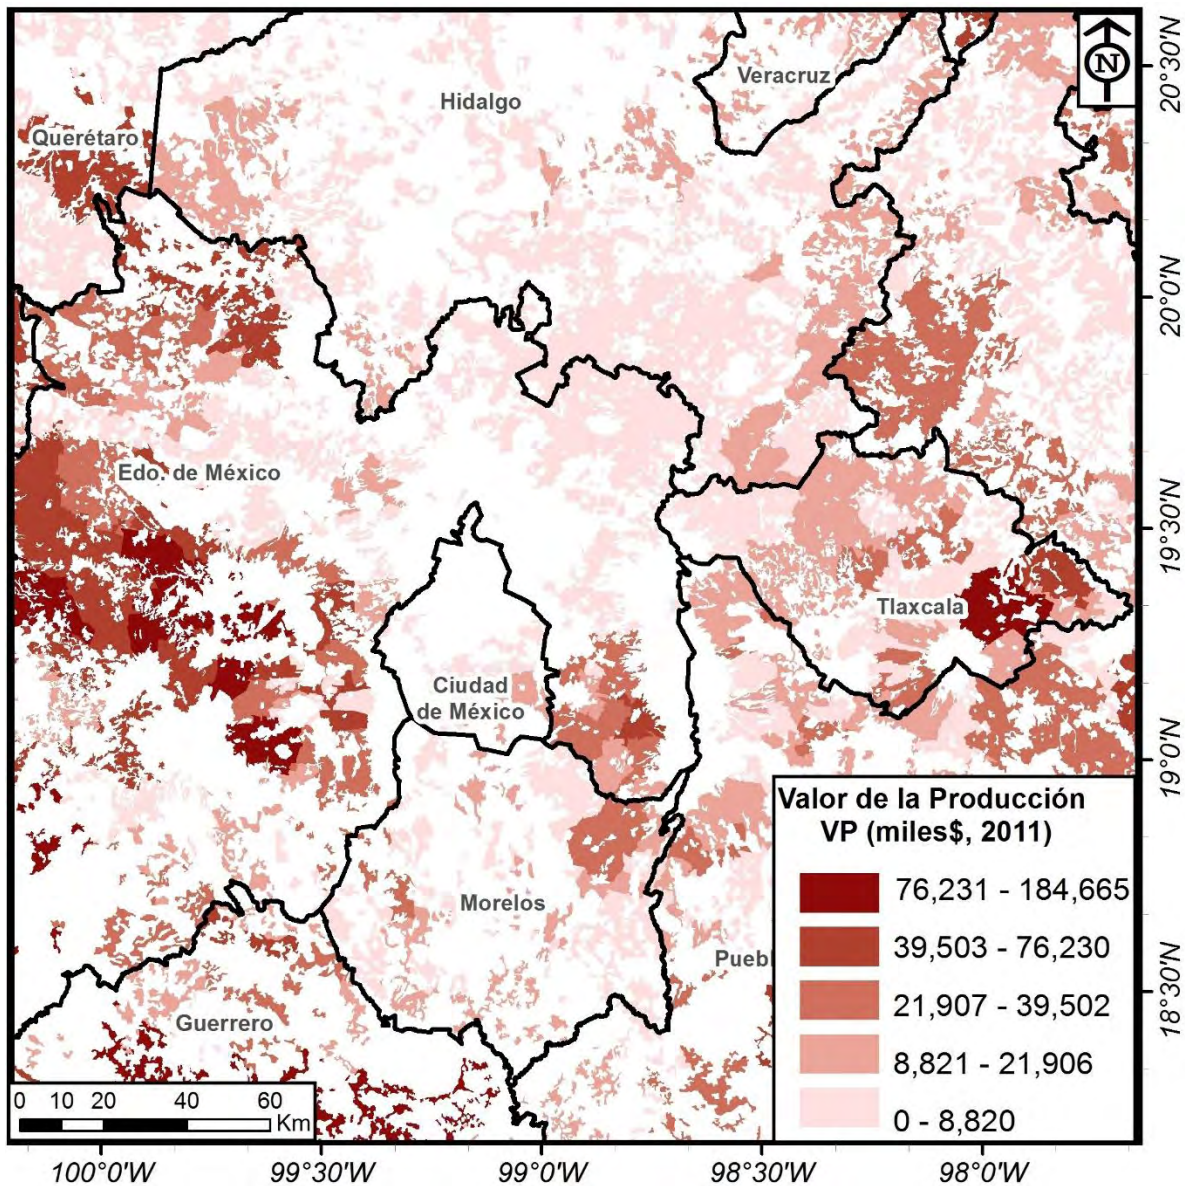 N
Veracruz
Hidalgo
Querétaro
Edo. de México
Tlaxcala
Ciudad
de México
Morelos
Puebl
Guerrero
Valor de la Producción
VP (miles$, 2011)
76,231 - 184,665
39,503 - 76,230
21,907 - 39,502
8,821 - 21,906
0 - 8,820
0 10 20 40 60
Km
20°30'N
20°0'N
19°30'N
19°0'N
18°30'N
100°0'W 99°30'W 99°0'W 98°30'W 98°0'W